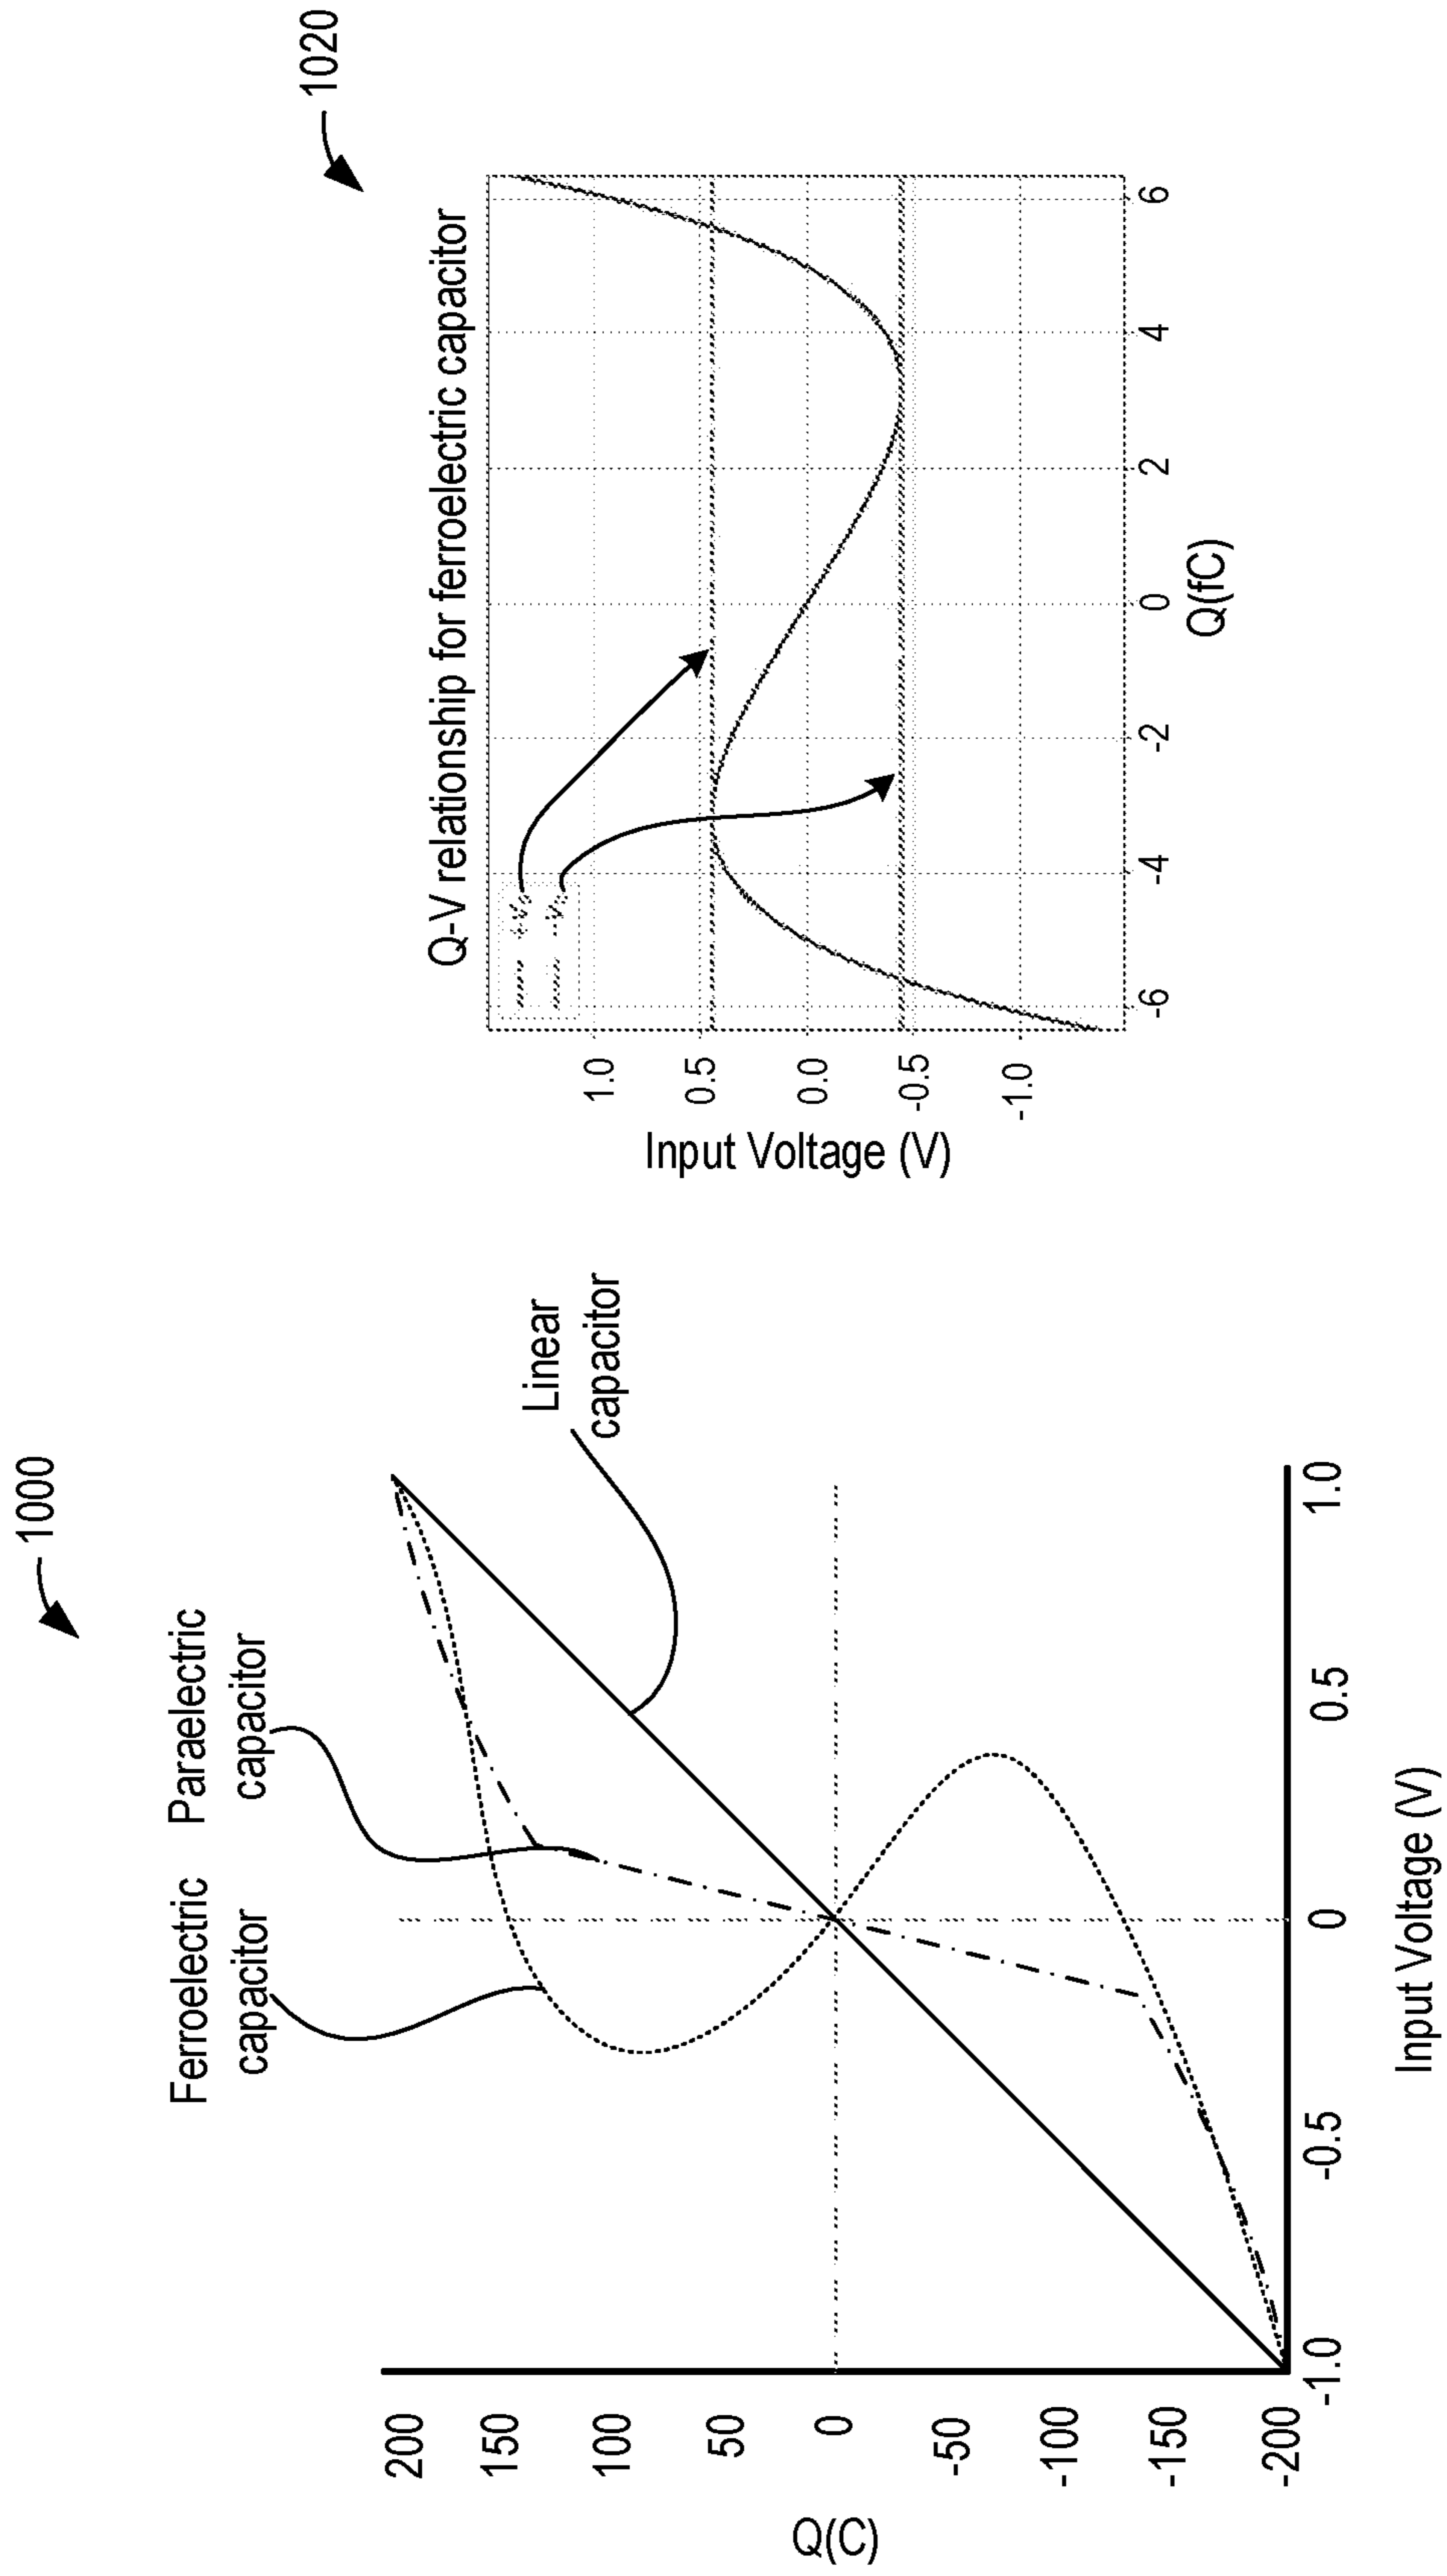 1000
Ferroelectric
capacitor
Paraelectric
capacitor
Linear
capacitor
Q(C)
200
150
100
50
0
-50
-100
-150
-200
-1.0
-0.5
0
0.5
1.0
Input Voltage (V)
1020
Q-V relationship for ferroelectric capacitor
Input Voltage (V)
1.0
0.5
0.0
-0.5
-1.0
-6
-4
-2
0
2
4
6
Q(fC)